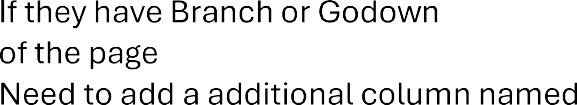 If they have Branch or Godown
of the page
Need to add a additional column named